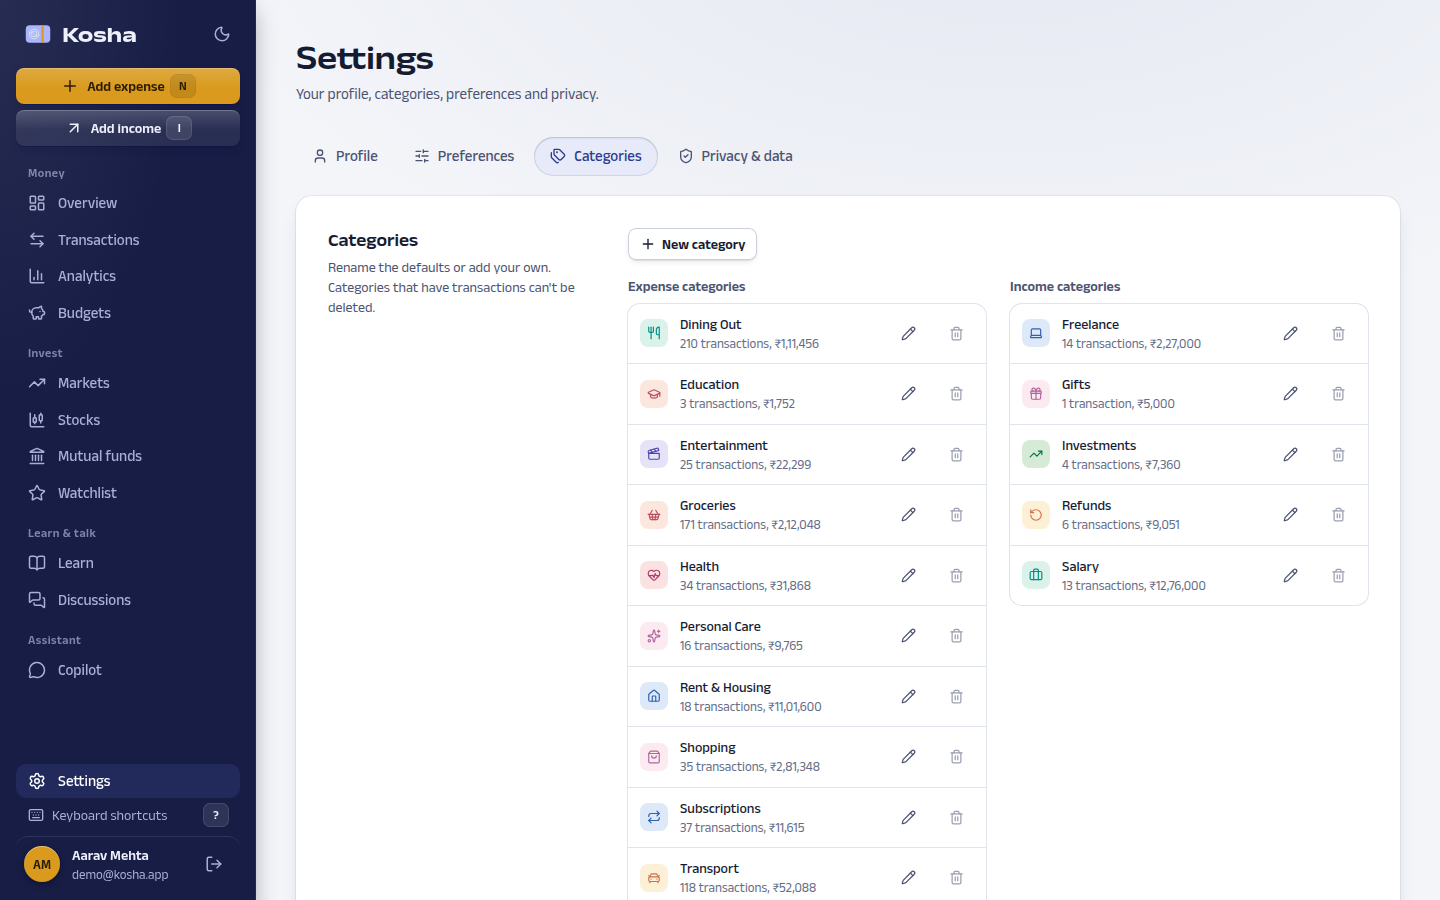 Kosha
Add expense N
Add income I
Money
Overview
Transactions
Analytics
Budgets
Invest
Markets
Stocks
Mutual funds
Watchlist
Learn & talk
Learn
Discussions
Assistant
Copilot
Settings
Keyboard shortcuts ?
AM
Aarav Mehta
demo@kosha.app
Settings
Your profile, categories, preferences and privacy.
Profile
Preferences
Categories
Privacy & data
Categories
Rename the defaults or add your own.
Categories that have transactions can't be
deleted.
New category
Expense categories
Dining Out
210 transactions, ₹1,11,456
Education
3 transactions, ₹1,752
Entertainment
25 transactions, ₹22,299
Groceries
171 transactions, ₹2,12,048
Health
34 transactions, ₹31,868
Personal Care
16 transactions, ₹9,765
Rent & Housing
18 transactions, ₹11,01,600
Shopping
35 transactions, ₹2,81,348
Subscriptions
37 transactions, ₹11,615
Transport
118 transactions, ₹52,088
Income categories
Freelance
14 transactions, ₹2,27,000
Gifts
1 transaction, ₹5,000
Investments
4 transactions, ₹7,360
Refunds
6 transactions, ₹9,051
Salary
13 transactions, ₹12,76,000